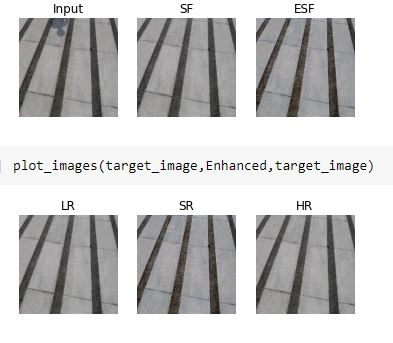 Input SF ESF
plot_images(target_image,Enhanced,target_image)
LR SR HR